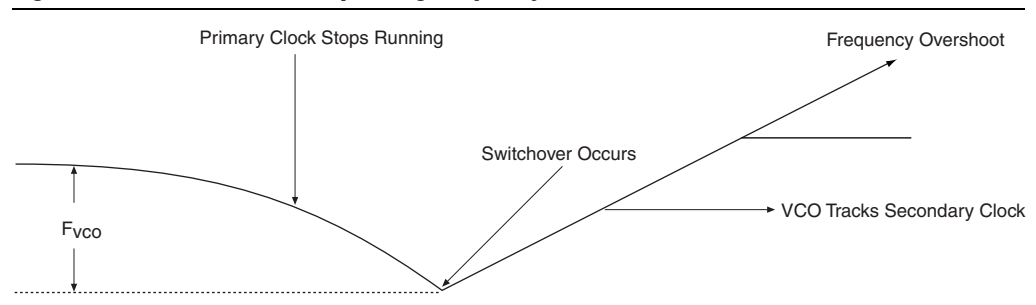 Primary Clock Stops Running
Frequency Overshoot
Switchover Occurs
VCO Tracks Secondary Clock
Fvco